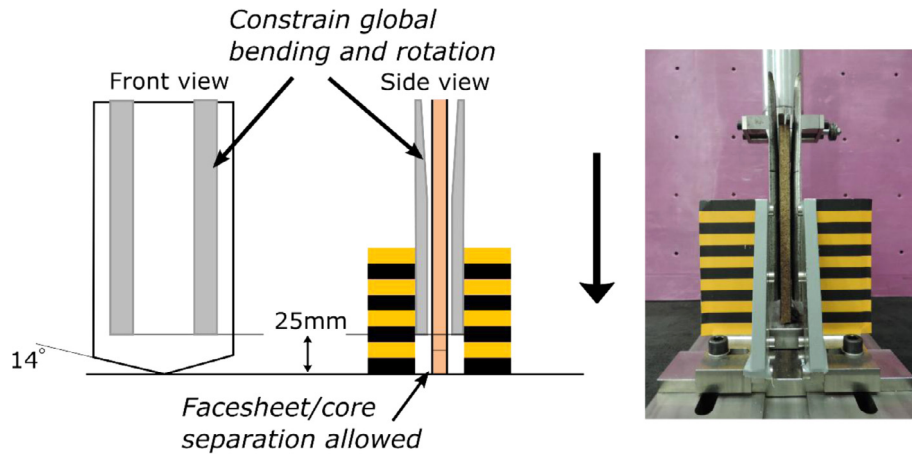 Constrain global
bending and rotation
Front view
Side view
25mm
14°
Facesheet/core
separation allowed